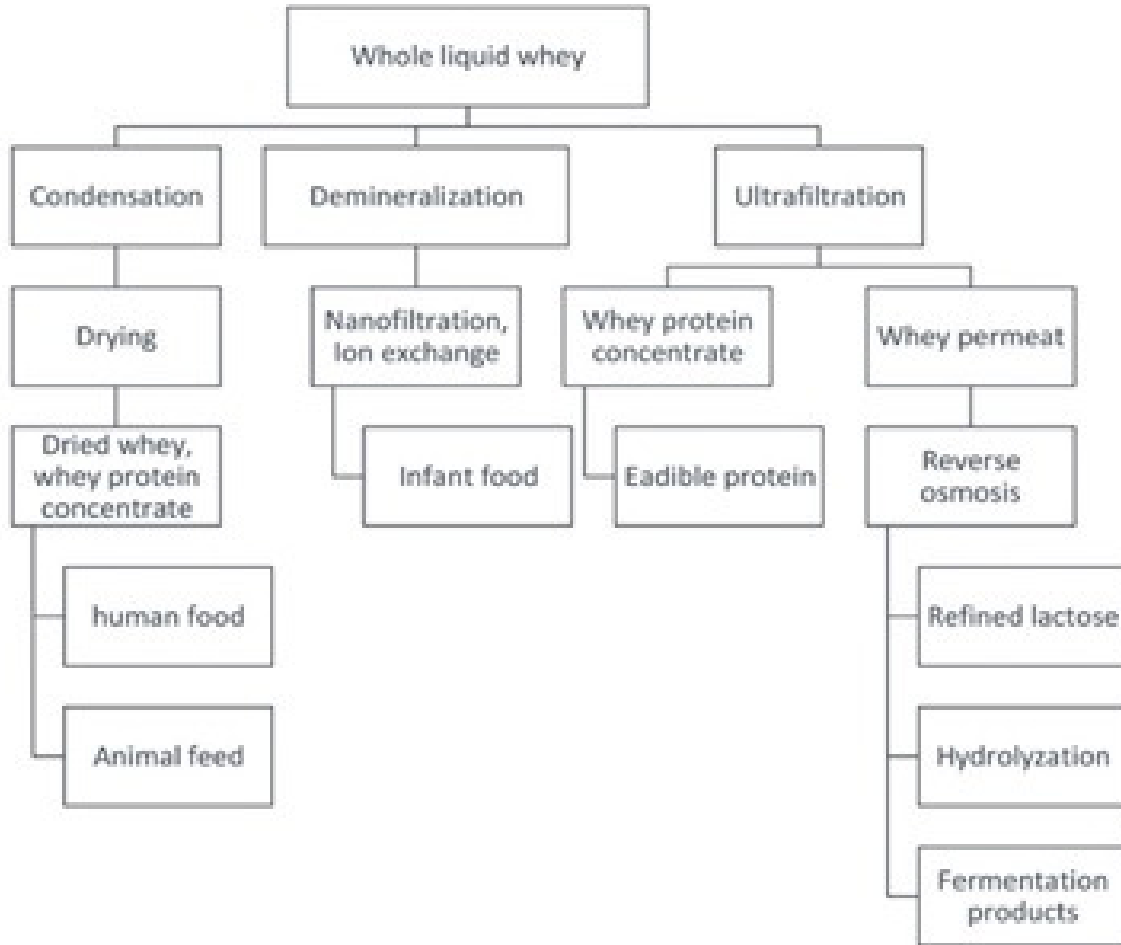 Whole liquid whey
Condensation
Demineralization
Ultrafiltration
Drying
Nanofiltration,
Ion exchange
Whey protein
concentrate
Whey permeat
Dried whey,
whey protein
concentrate
Infant food
Eadible protein
Reverse
osmosis
human food
Refined lactose
Animal feed
Hydrolyzation
Fermentation
products